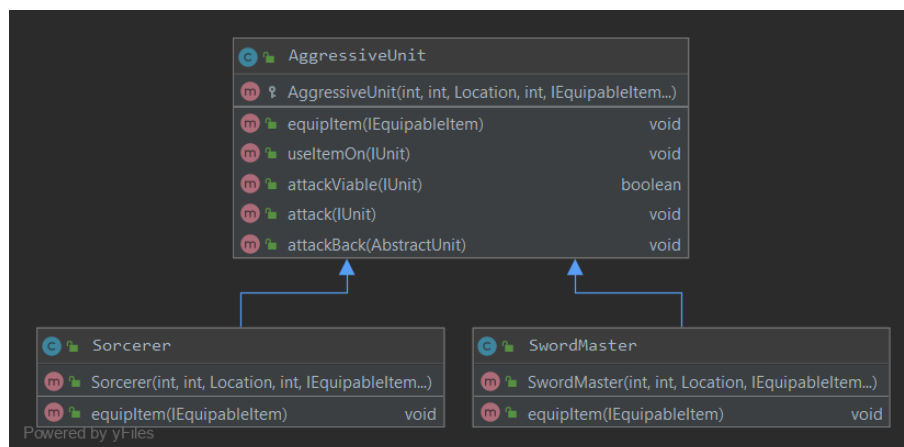 AggressiveUnit
AggressiveUnit(int, int, Location, int, IEquipableItem...)
equipItem(IEquipableItem) void
useItemOn(IUnit) void
attackViable(IUnit) boolean
attack(IUnit) void
attackBack(AbstractUnit) void
Sorcerer
Sorcerer(int, int, Location, int, IEquipableItem...)
equipItem(IEquipableItem) void
SwordMaster
SwordMaster(int, int, Location, IEquipableItem...)
equipItem(IEquipableItem) void
Powered by yFiles